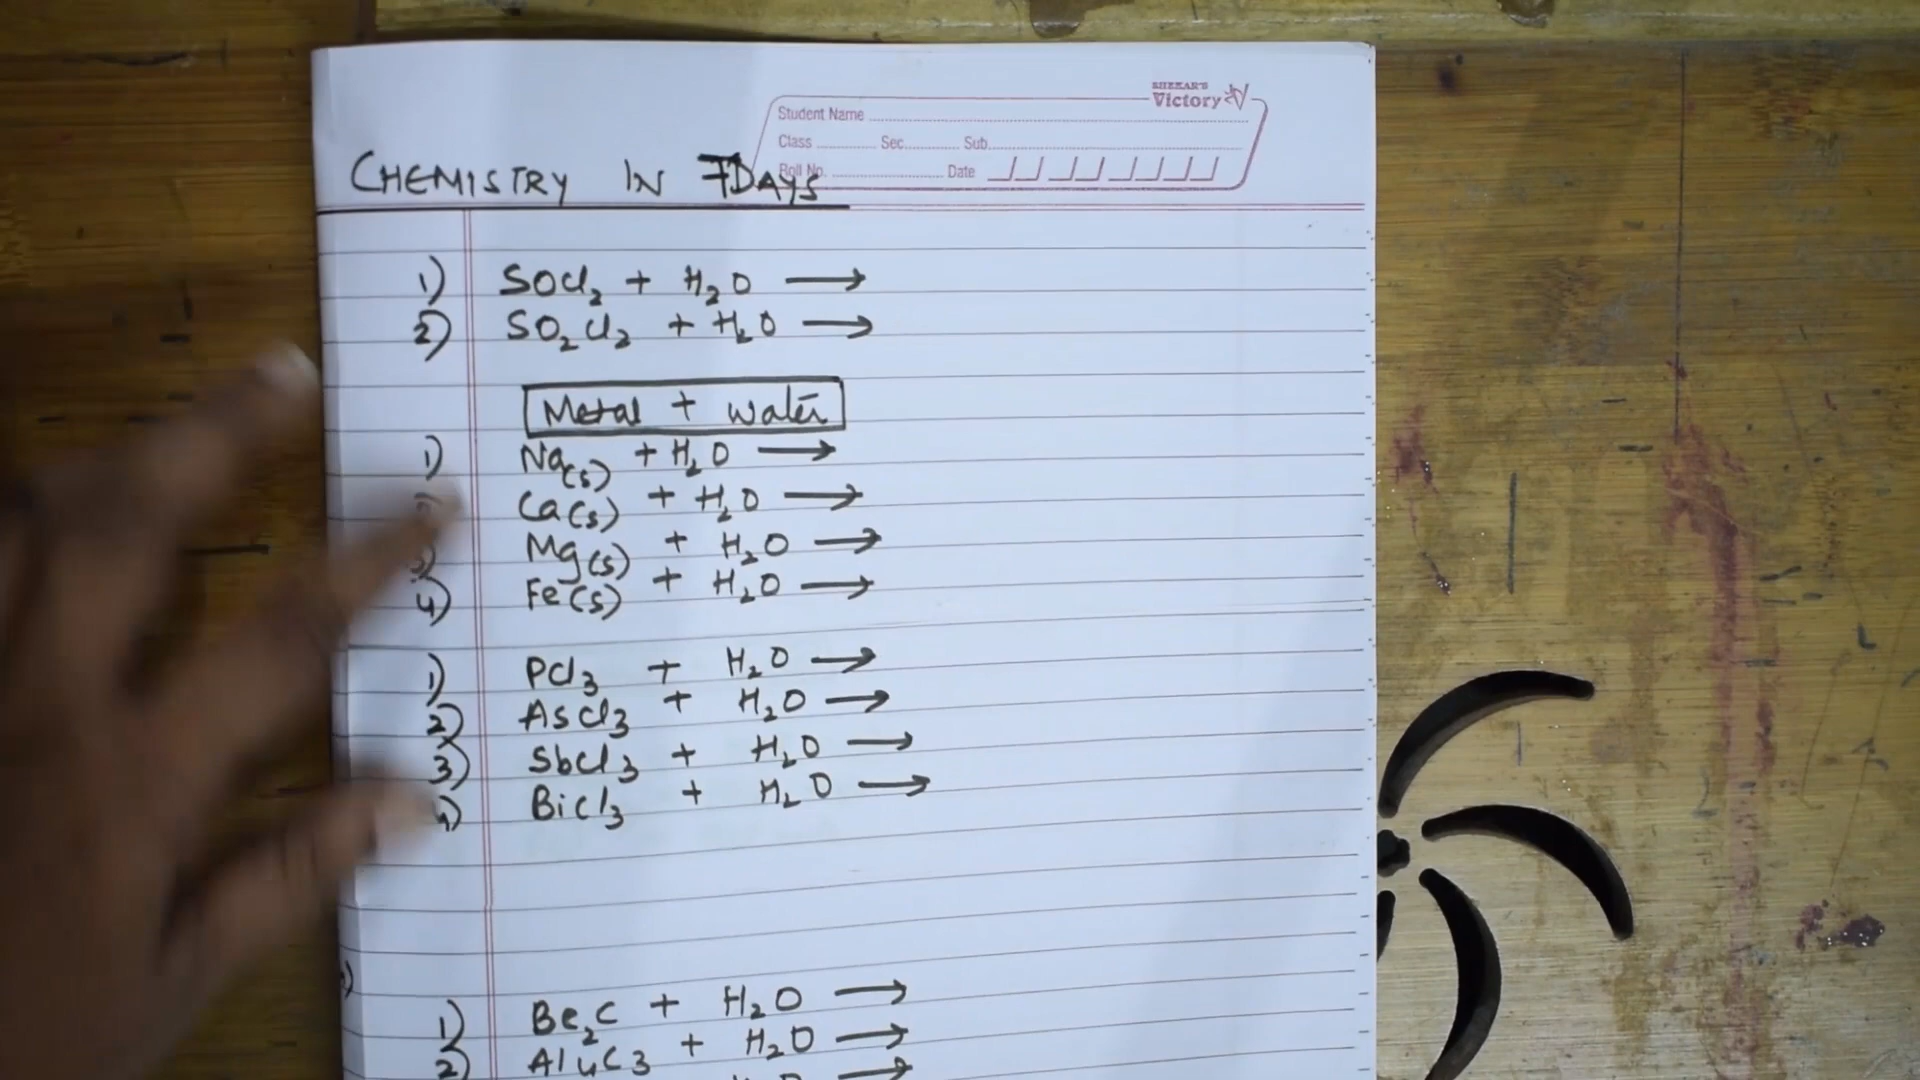 SHEKAR'S
Victory
Student Name
Class Sec. Sub.
Roll No. Date
CHEMISTRY IN 7DAYS
1) SOCl₂ + H₂O ⟶
2) SO₂Cl₂ + H₂O ⟶
Metal + water
1) Na(s) + H₂O ⟶
Ca(s) + H₂O ⟶
3) Mg(s) + H₂O ⟶
4) Fe(s) + H₂O ⟶
1) PCl₃ + H₂O ⟶
2) AsCl₃ + H₂O ⟶
3) SbCl₃ + H₂O ⟶
4) BiCl₃ + H₂O ⟶
1) Be₂C + H₂O ⟶
2) Al₄C₃ + H₂O ⟶